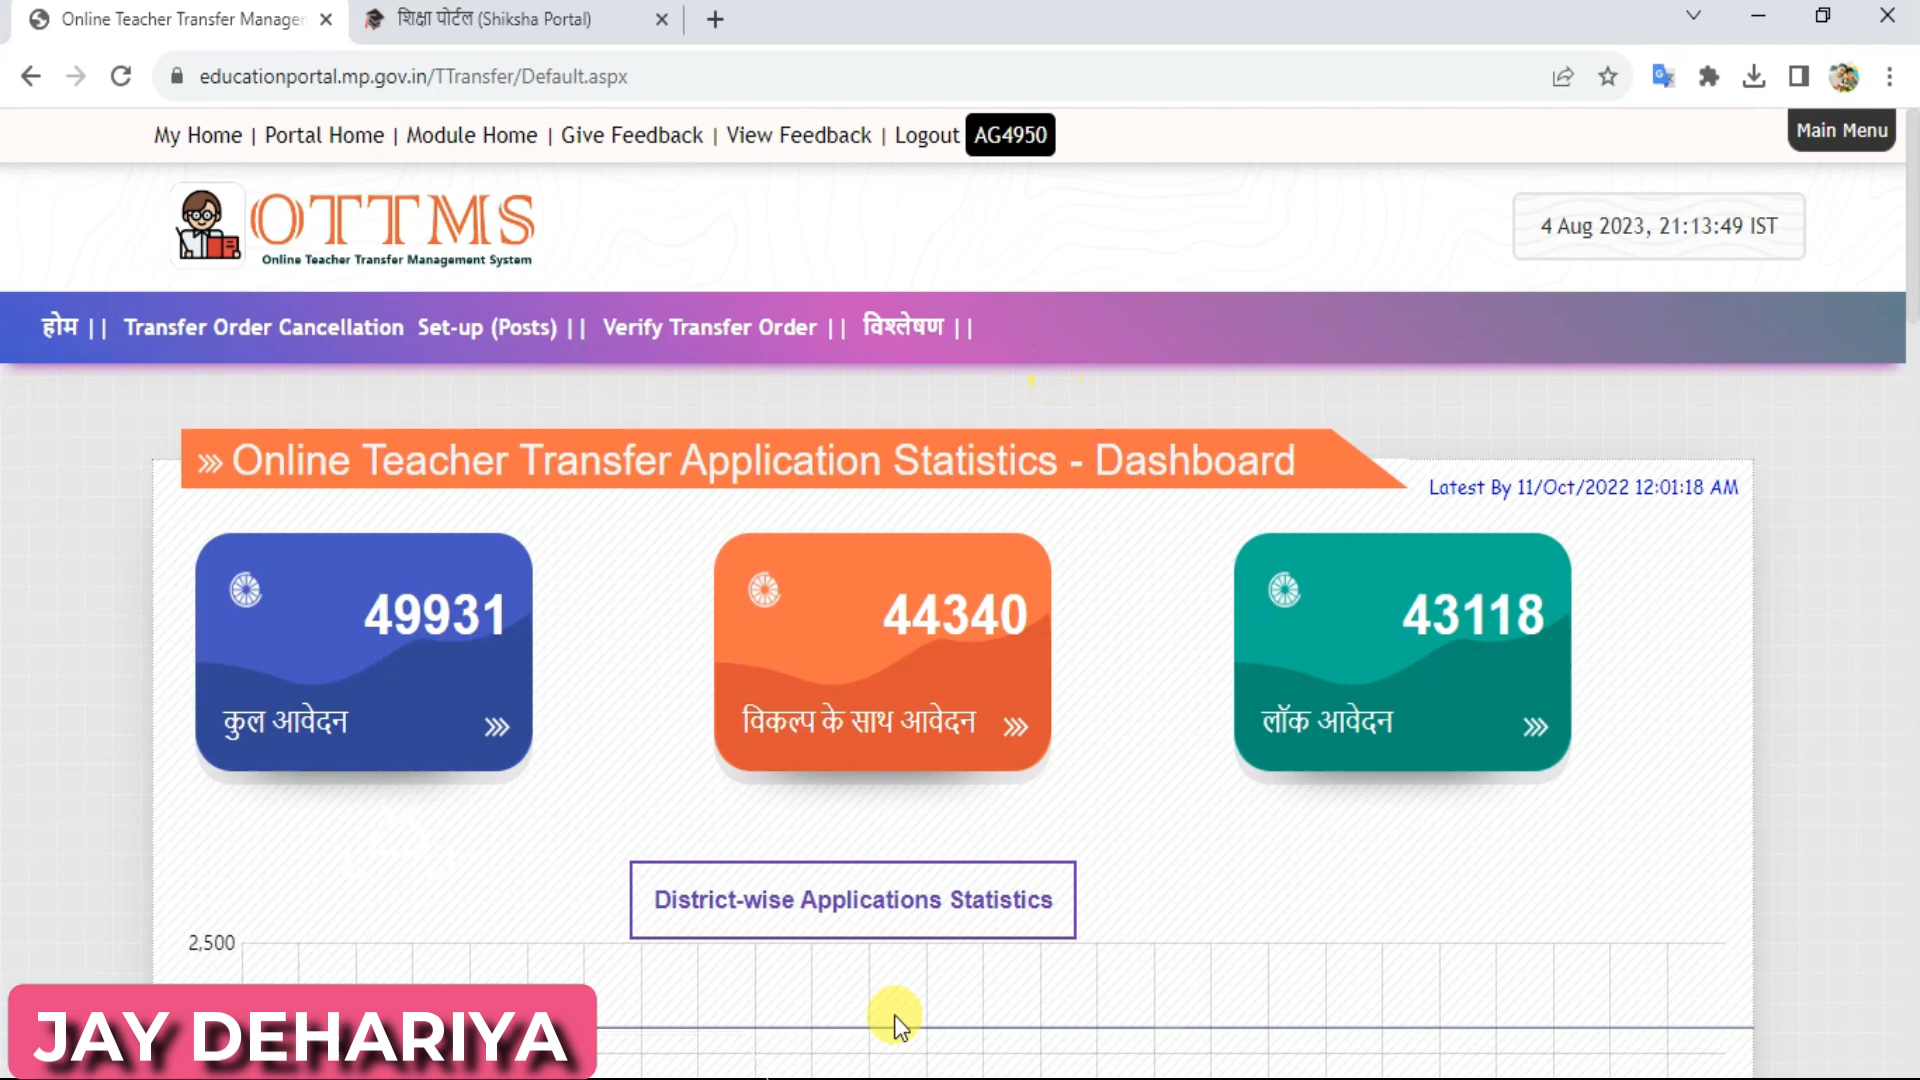 Online Teacher Transfer Manage
शिक्षा पोर्टल (Shiksha Portal)
educationportal.mp.gov.in/TTransfer/Default.aspx
My Home | Portal Home | Module Home | Give Feedback | View Feedback | Logout AG4950
Main Menu
OTTMS
Online Teacher Transfer Management System
4 Aug 2023, 21:13:49 IST
होम || Transfer Order Cancellation Set-up (Posts) || Verify Transfer Order || विश्लेषण ||
Online Teacher Transfer Application Statistics - Dashboard
Latest By 11/Oct/2022 12:01:18 AM
49931
कुल आवेदन
44340
विकल्प के साथ आवेदन
43118
लॉक आवेदन
District-wise Applications Statistics
2,500
JAY DEHARIYA